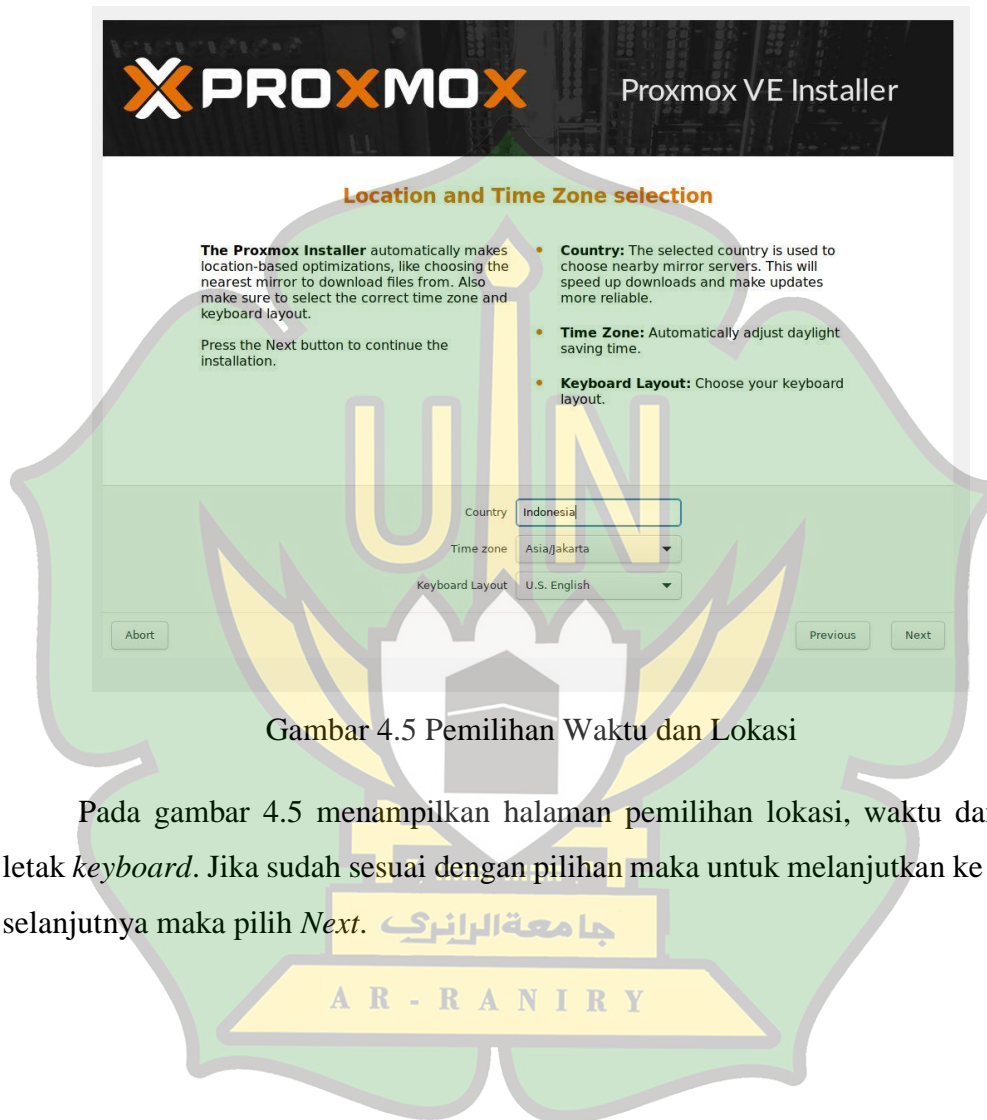 PROXMOX
Proxmox VE Installer
Location and Time Zone selection
The Proxmox Installer automatically makes
location-based optimizations, like choosing the
nearest mirror to download files from. Also
make sure to select the correct time zone and
keyboard layout.
Press the Next button to continue the
installation.
• Country: The selected country is used to
choose nearby mirror servers. This will
speed up downloads and make updates
more reliable.
• Time Zone: Automatically adjust daylight
saving time.
• Keyboard Layout: Choose your keyboard
layout.
UIN
Country Indonesia
Time zone Asia/Jakarta
Keyboard Layout U.S. English
Abort Previous Next
Gambar 4.5 Pemilihan Waktu dan Lokasi
Pada gambar 4.5 menampilkan halaman pemilihan lokasi, waktu dan
letak keyboard. Jika sudah sesuai dengan pilihan maka untuk melanjutkan ke
selanjutnya maka pilih Next.
جامعة الرانري
AR-RANIRY